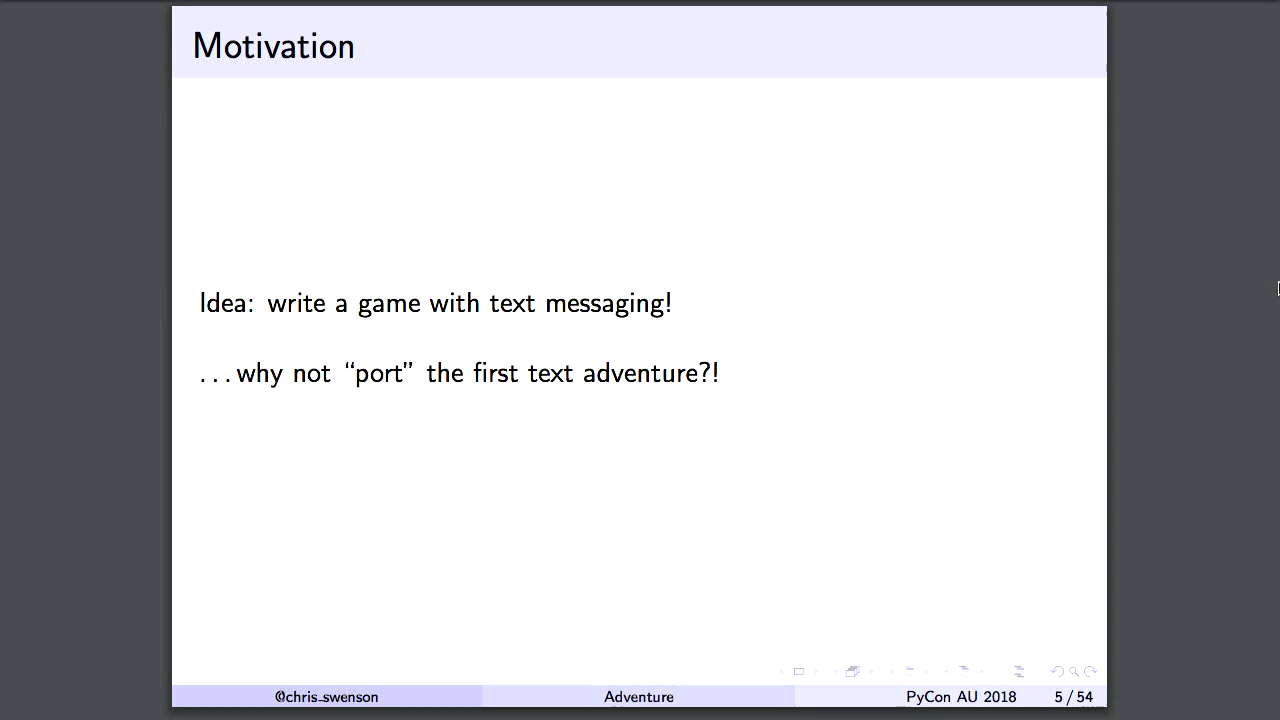 Motivation
Idea: write a game with text messaging!
...why not “port” the first text adventure?!
@chris_swenson
Adventure
PyCon AU 2018
5 / 54